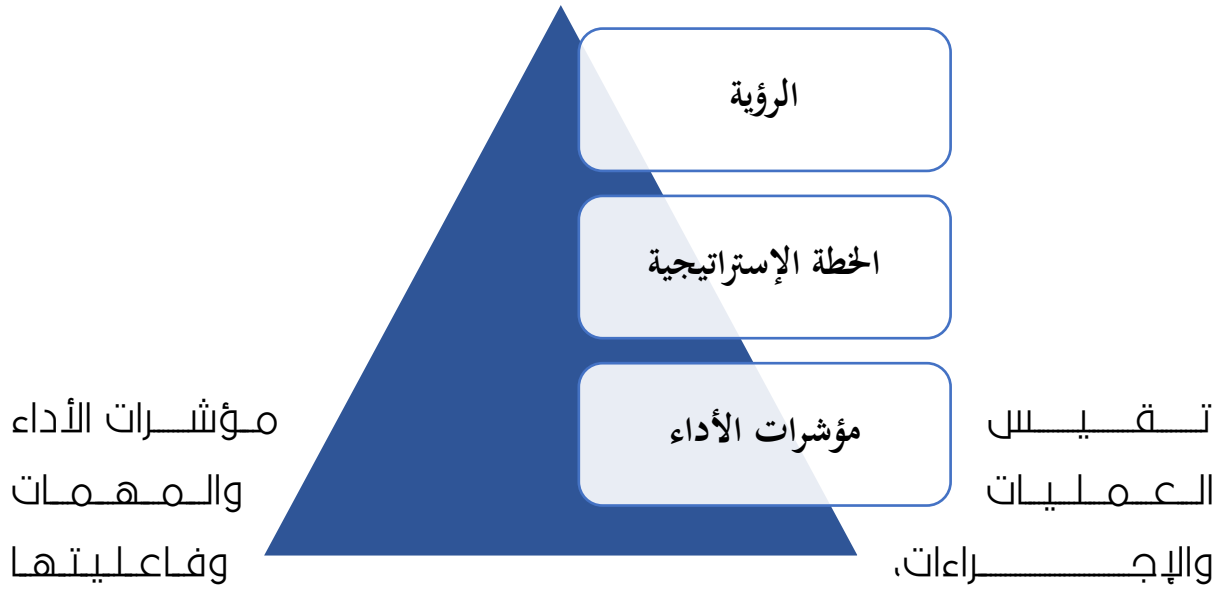 الرؤية
الخطة الإستراتيجية
مؤشرات الأداء
تقيس مؤشرات الأداء
العمليات والمهمات
والإجراءات، وفاعليتها